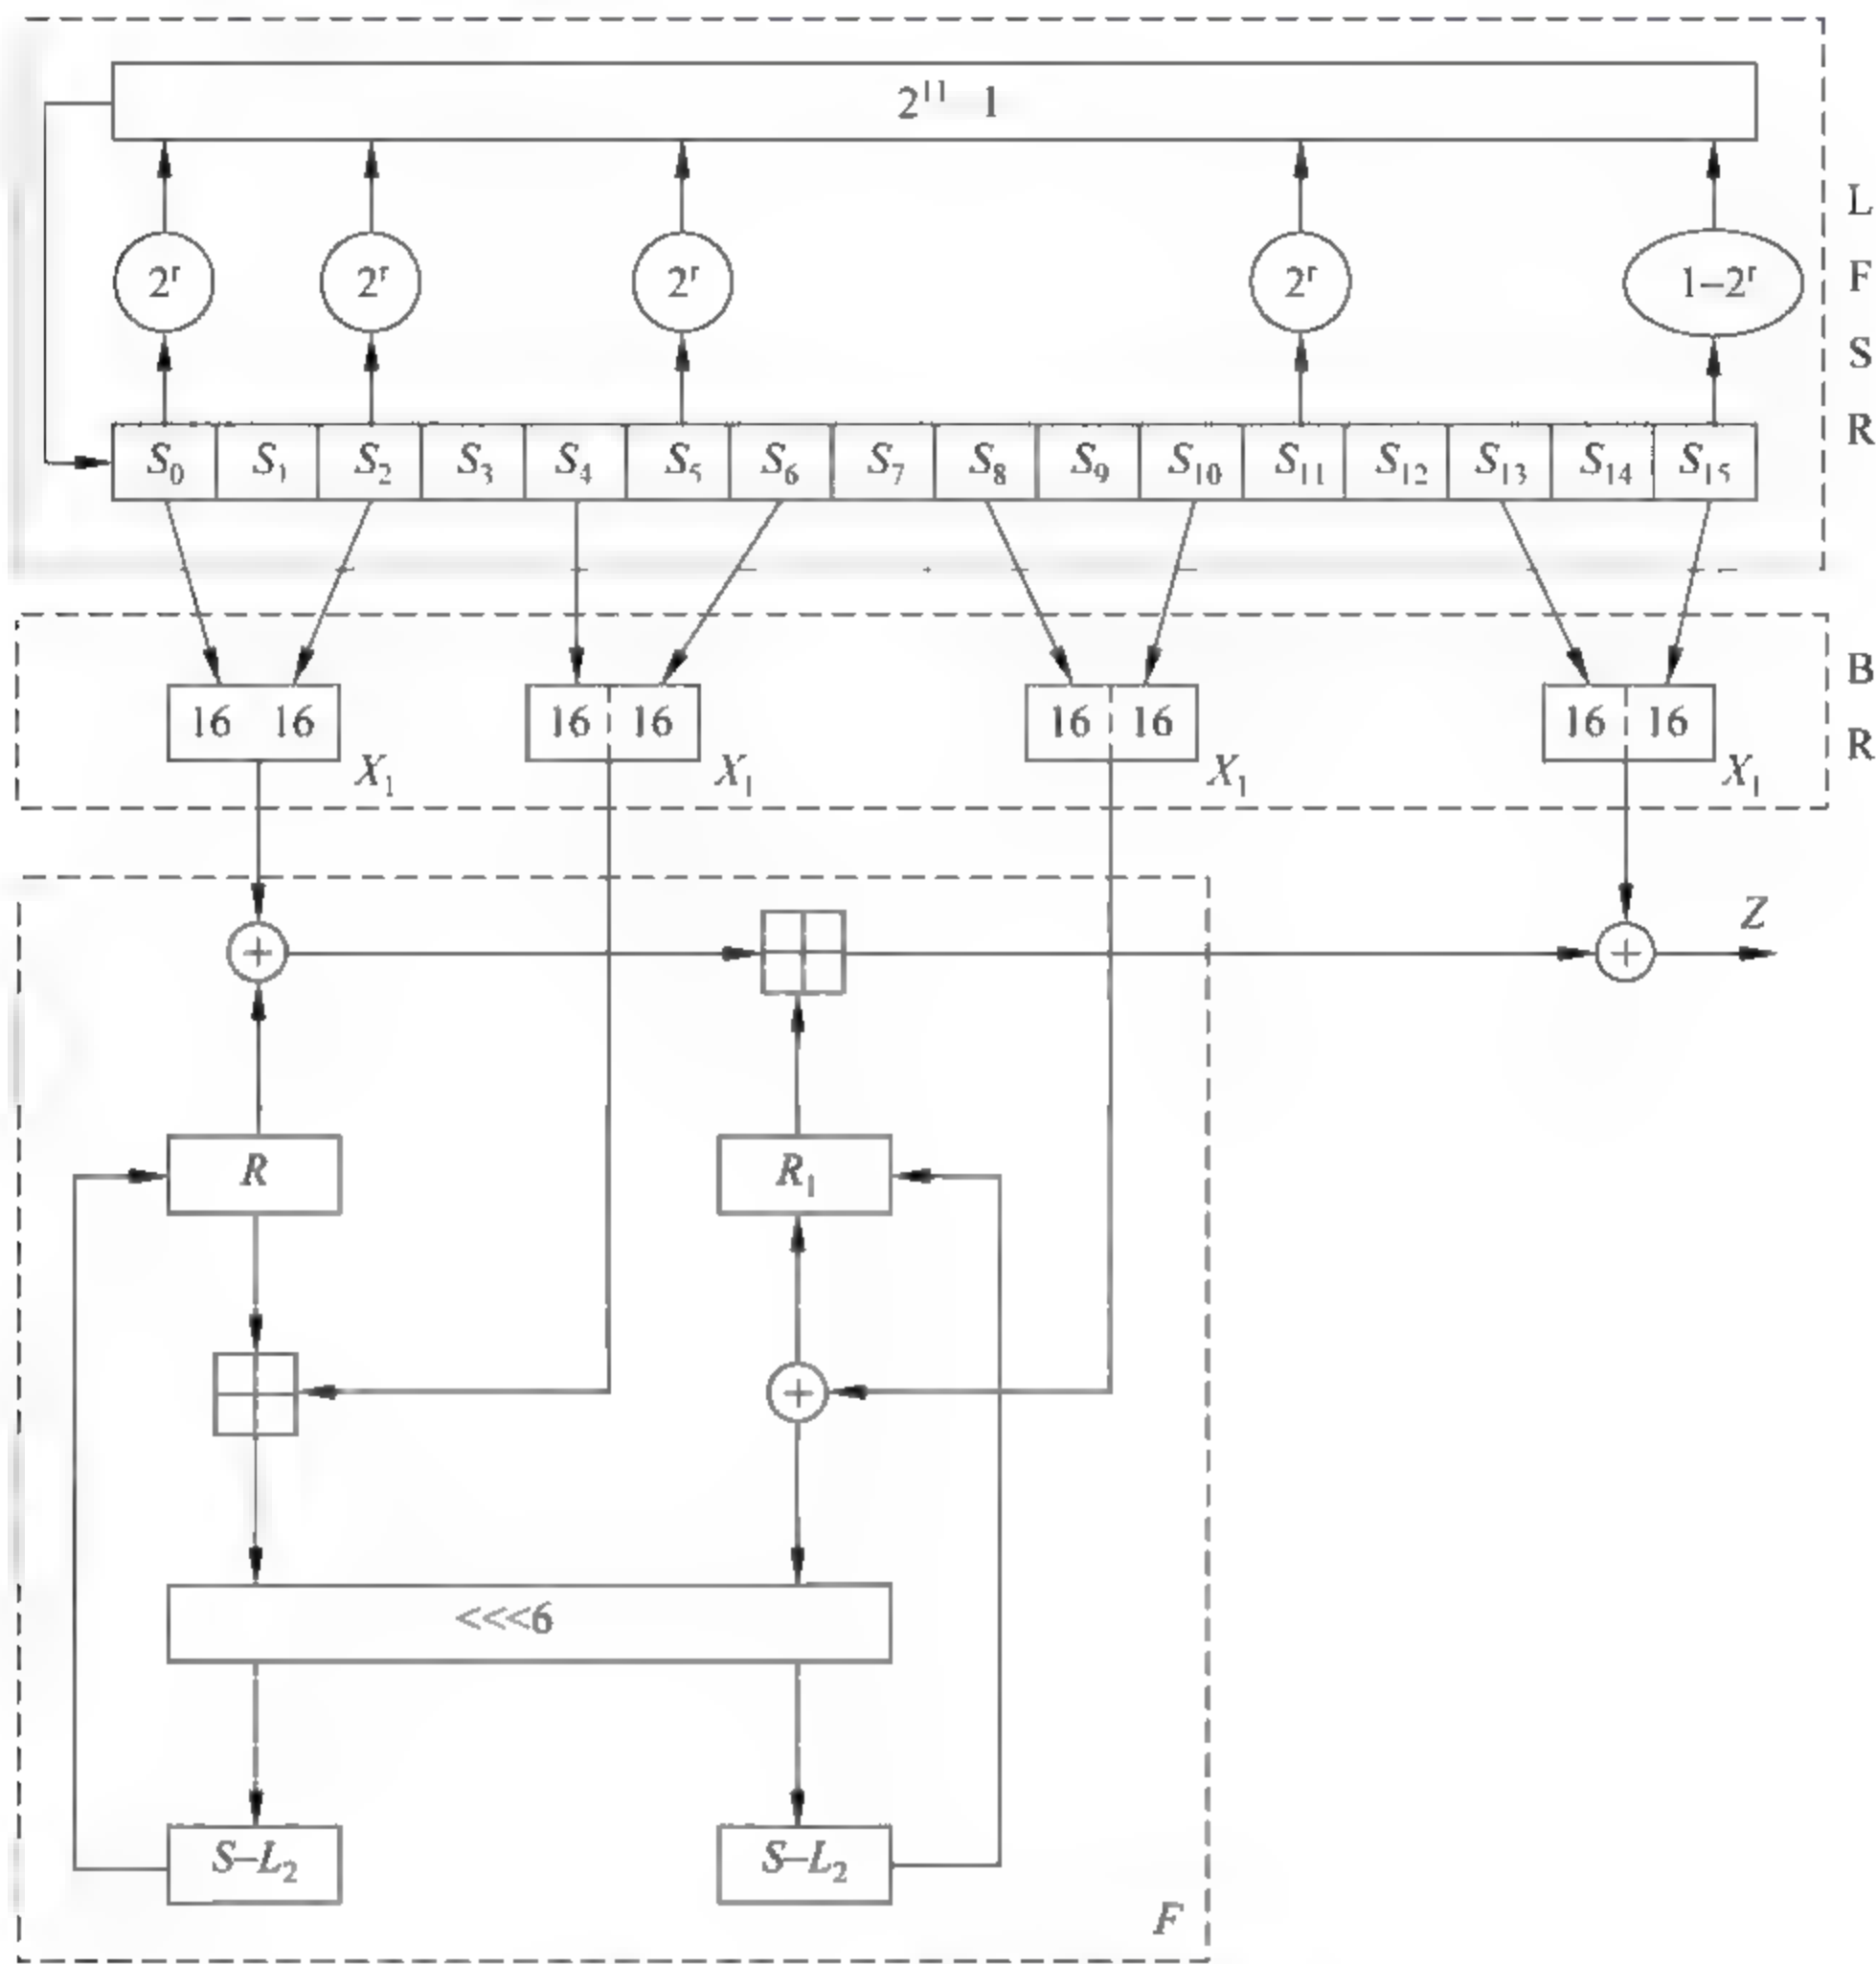 2¹¹ 1
2ʳ 2ʳ 2ʳ 2ʳ 1–2ʳ
L
F
S
R
S₀ S₁ S₂ S₃ S₄ S₅ S₆ S₇ S₈ S₉ S₁₀ S₁₁ S₁₂ S₁₃ S₁₄ S₁₅
16 16 16 16 16 16 16 16
X₁ X₁ X₁ X₁
B
R
Z
R R₁
<<<6
S–L₂ S–L₂
F